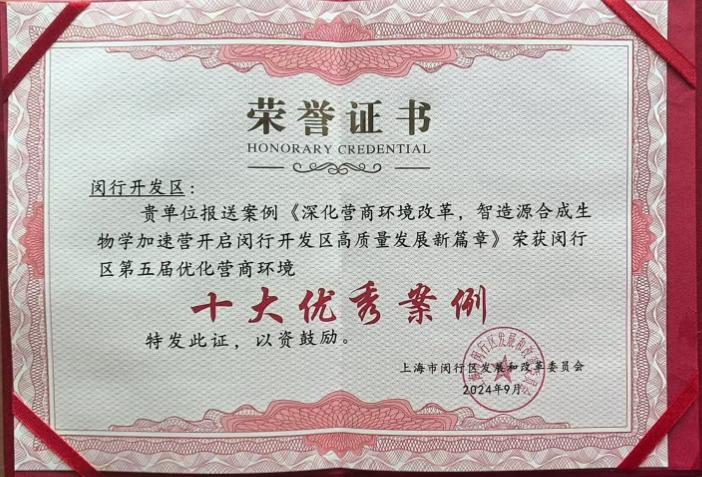 荣誉证书
HONORARY CREDENTIAL
闵行开发区：
贵单位报送案例《深化营商环境改革，智造源合成生
物学加速营开启闵行开发区高质量发展新篇章》荣获闵行
区第五届优化营商环境
十大优秀案例
特发此证，以资鼓励。
上海市闵行区发展和改革委员会
2024年9月